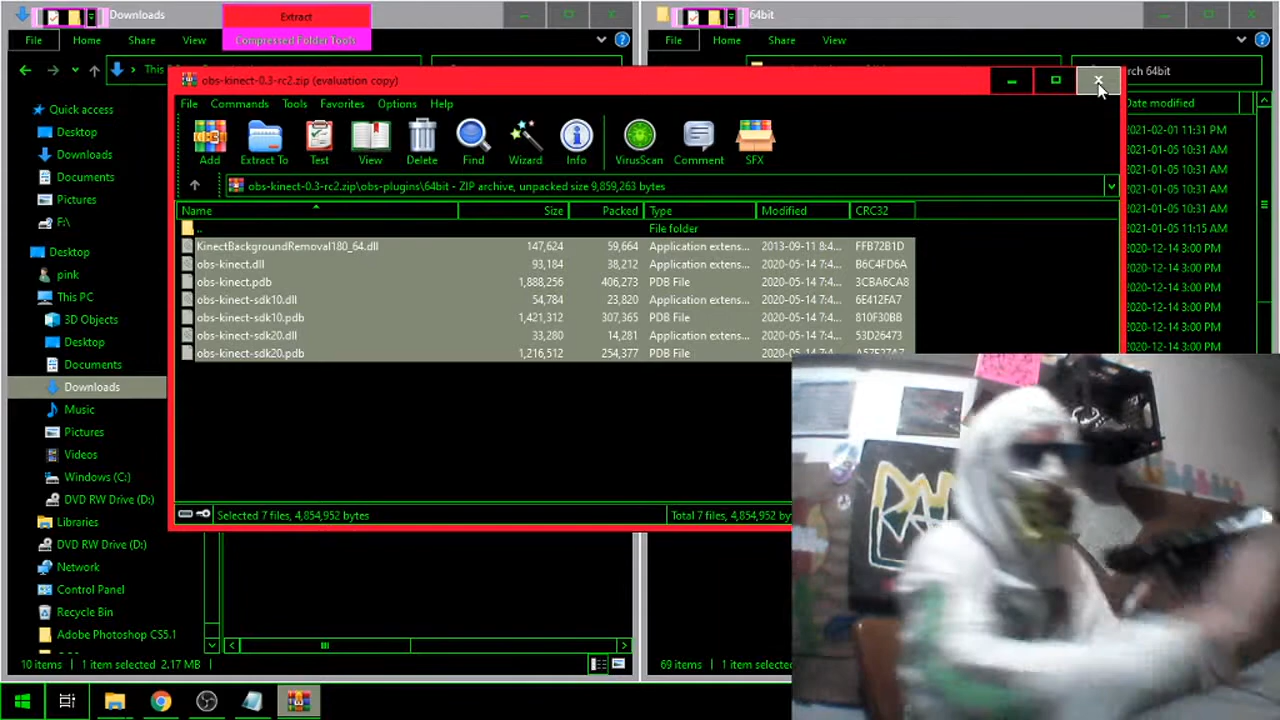 Downloads
Extract
64bit
File
Home
Share
View
Compressed Folder Tools
File
Home
Share
View
obs-kinect-0.3-rc2.zip (evaluation copy)
rch 64bit
File Commands Tools Favorites Options Help
Add
Extract To
Test
View
Delete
Find
Wizard
Info
VirusScan
Comment
SFX
obs-kinect-0.3-rc2.zip\obs-plugins\64bit - ZIP archive, unpacked size 9,859,263 bytes
Name Size Packed Type Modified CRC32
.. File folder
KinectBackgroundRemoval180_64.dll 147,624 59,664 Application extens... 2013-09-11 8:4... FFB72B1D
obs-kinect.dll 93,184 38,212 Application extens... 2020-05-14 7:4... B6C4FD6A
obs-kinect.pdb 1,888,256 406,273 PDB File 2020-05-14 7:4... 3CBA6CA8
obs-kinect-sdk10.dll 54,784 23,820 Application extens... 2020-05-14 7:4... 6E412FA7
obs-kinect-sdk10.pdb 1,421,312 307,365 PDB File 2020-05-14 7:4... 810F30BB
obs-kinect-sdk20.dll 33,280 14,281 Application extens... 2020-05-14 7:4... 53D26473
obs-kinect-sdk20.pdb 1,216,512 254,377 PDB File 2020-05-14 7:4... A57F37A7
Selected 7 files, 4,854,952 bytes
Total 7 files, 4,854,952 by
Quick access
Desktop
Downloads
Documents
Pictures
F:\
Desktop
pink
This PC
3D Objects
Desktop
Documents
Downloads
Music
Pictures
Videos
Windows (C:)
DVD RW Drive (D:)
Libraries
DVD RW Drive (D:)
Network
Control Panel
Recycle Bin
Adobe Photoshop CS5.1
Date modified
2021-02-01 11:31 PM
2021-01-05 10:31 AM
2021-01-05 10:31 AM
2021-01-05 10:31 AM
2021-01-05 10:31 AM
2021-01-05 11:15 AM
2020-12-14 3:00 PM
2020-12-14 3:00 PM
2020-12-14 3:00 PM
2020-12-14 3:00 PM
2020-12-14 3:00 PM
2020-12-14 3:00 PM
10 items
1 item selected 2.17 MB
69 items
1 item selected